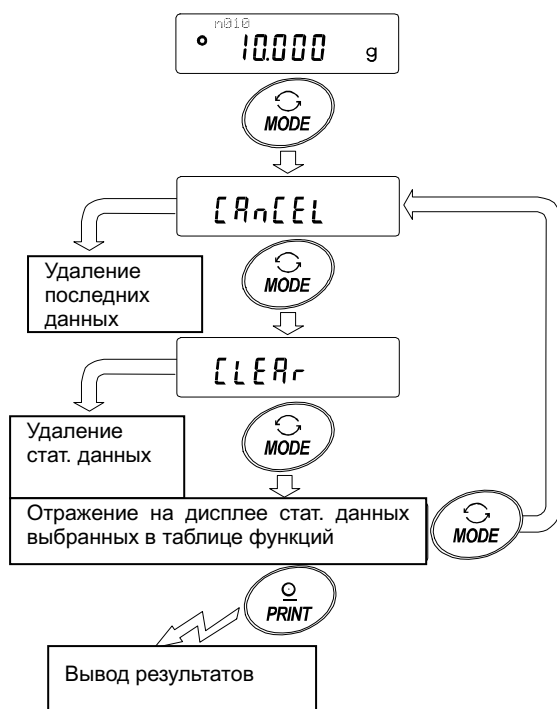 n010
10.000 g
MODE
CAnCEL
Удаление
последних
данных
MODE
CLEAr
Удаление
стат. данных
MODE
Отражение на дисплее стат. данных
выбранных в таблице функций
MODE
PRINT
Вывод результатов